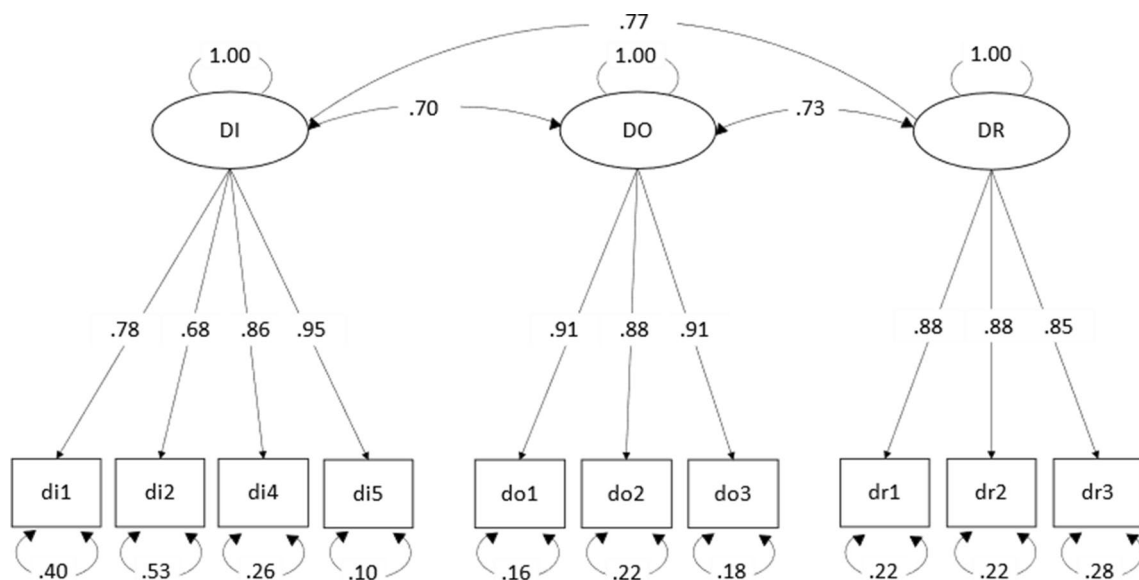 .77
1.00 1.00 1.00
.70 .73
DI DO DR
.78 .68 .86 .95 .91 .88 .91 .88 .88 .85
di1 di2 di4 di5 do1 do2 do3 dr1 dr2 dr3
.40 .53 .26 .10 .16 .22 .18 .22 .22 .28